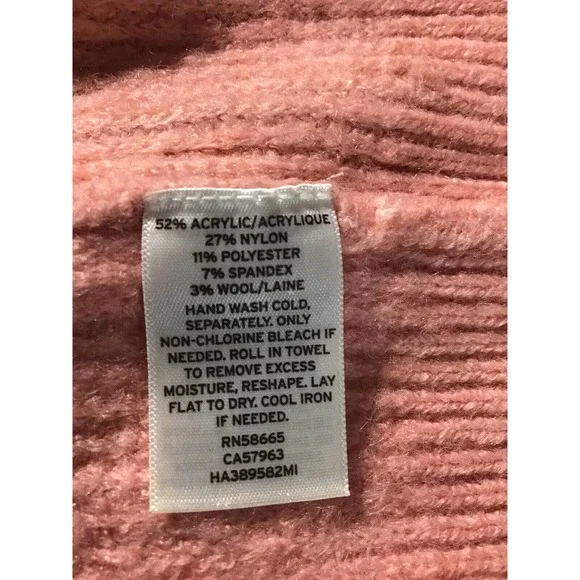 52% ACRYLIC/ACRYLIQUE
27% NYLON
11% POLYESTER
7% SPANDEX
3% WOOL/LAINE
HAND WASH COLD,
SEPARATELY. ONLY
NON-CHLORINE BLEACH IF
NEEDED. ROLL IN TOWEL
TO REMOVE EXCESS
MOISTURE, RESHAPE. LAY
FLAT TO DRY. COOL IRON
IF NEEDED.
RN58665
CA57963
HA389582MI